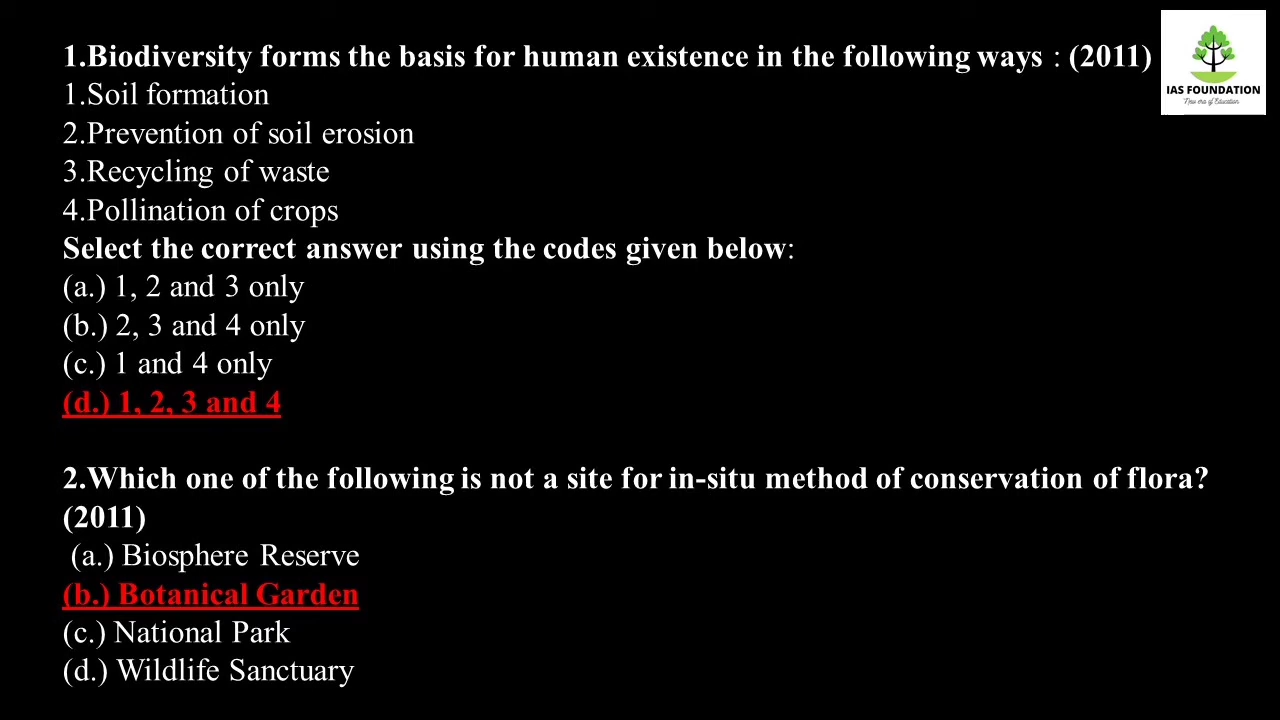 1.Biodiversity forms the basis for human existence in the following ways : (2011)
IAS FOUNDATION
New era of Education
1.Soil formation
2.Prevention of soil erosion
3.Recycling of waste
4.Pollination of crops
Select the correct answer using the codes given below:
(a.) 1, 2 and 3 only
(b.) 2, 3 and 4 only
(c.) 1 and 4 only
(d.) 1, 2, 3 and 4
2.Which one of the following is not a site for in-situ method of conservation of flora?
(2011)
(a.) Biosphere Reserve
(b.) Botanical Garden
(c.) National Park
(d.) Wildlife Sanctuary